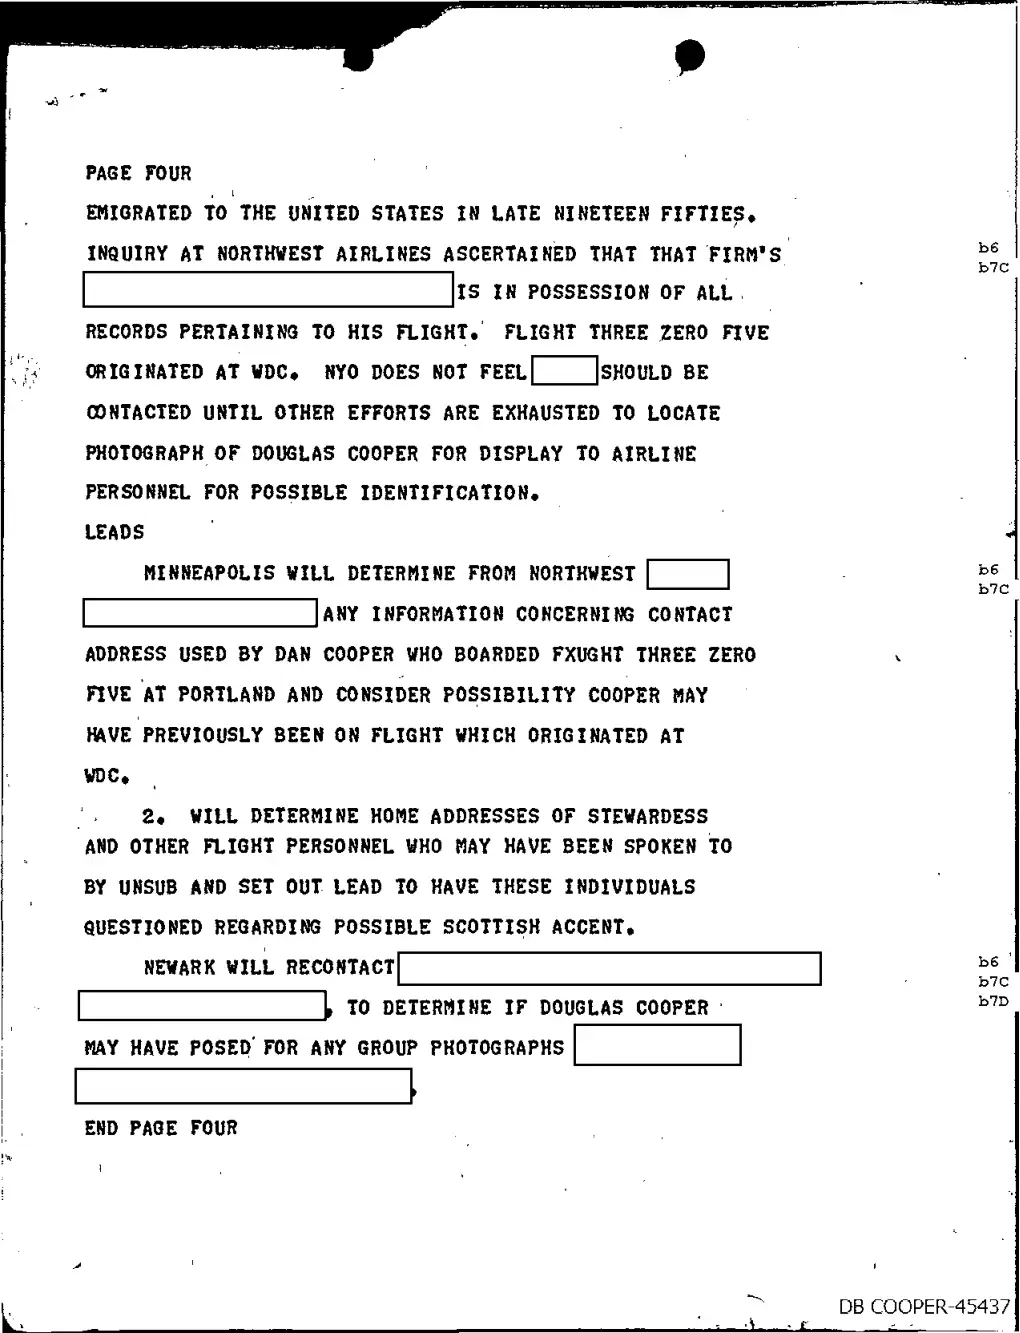 PAGE FOUR
EMIGRATED TO THE UNITED STATES IN LATE NINETEEN FIFTIES.
INQUIRY AT NORTHWEST AIRLINES ASCERTAINED THAT THAT FIRM'S
b6
b7C
IS IN POSSESSION OF ALL
RECORDS PERTAINING TO HIS FLIGHT. FLIGHT THREE ZERO FIVE
ORIGINATED AT WDC. NYO DOES NOT FEEL SHOULD BE
CONTACTED UNTIL OTHER EFFORTS ARE EXHAUSTED TO LOCATE
PHOTOGRAPH OF DOUGLAS COOPER FOR DISPLAY TO AIRLINE
PERSONNEL FOR POSSIBLE IDENTIFICATION.
LEADS
MINNEAPOLIS WILL DETERMINE FROM NORTHWEST
b6
b7C
ANY INFORMATION CONCERNING CONTACT
ADDRESS USED BY DAN COOPER WHO BOARDED FXUGHT THREE ZERO
FIVE AT PORTLAND AND CONSIDER POSSIBILITY COOPER MAY
HAVE PREVIOUSLY BEEN ON FLIGHT WHICH ORIGINATED AT
WDC.
2. WILL DETERMINE HOME ADDRESSES OF STEWARDESS
AND OTHER FLIGHT PERSONNEL WHO MAY HAVE BEEN SPOKEN TO
BY UNSUB AND SET OUT LEAD TO HAVE THESE INDIVIDUALS
QUESTIONED REGARDING POSSIBLE SCOTTISH ACCENT.
NEWARK WILL RECONTACT
b6
b7C
b7D
, TO DETERMINE IF DOUGLAS COOPER
MAY HAVE POSED FOR ANY GROUP PHOTOGRAPHS
.
END PAGE FOUR
DB COOPER-45437